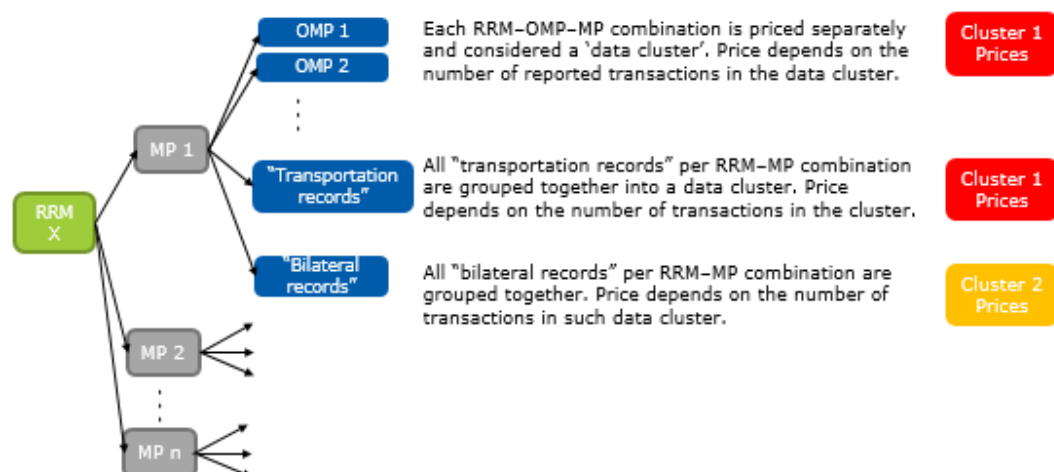 OMP 1
OMP 2
Each RRM–OMP–MP combination is priced separately
and considered a 'data cluster'. Price depends on the
number of reported transactions in the data cluster.
Cluster 1
Prices
MP 1
"Transportation
records"
All "transportation records" per RRM–MP combination
are grouped together into a data cluster. Price
depends on the number of transactions in the cluster.
Cluster 1
Prices
RRM
X
"Bilateral
records"
All "bilateral records" per RRM–MP combination are
grouped together. Price depends on the number of
transactions in such data cluster.
Cluster 2
Prices
MP 2
MP n